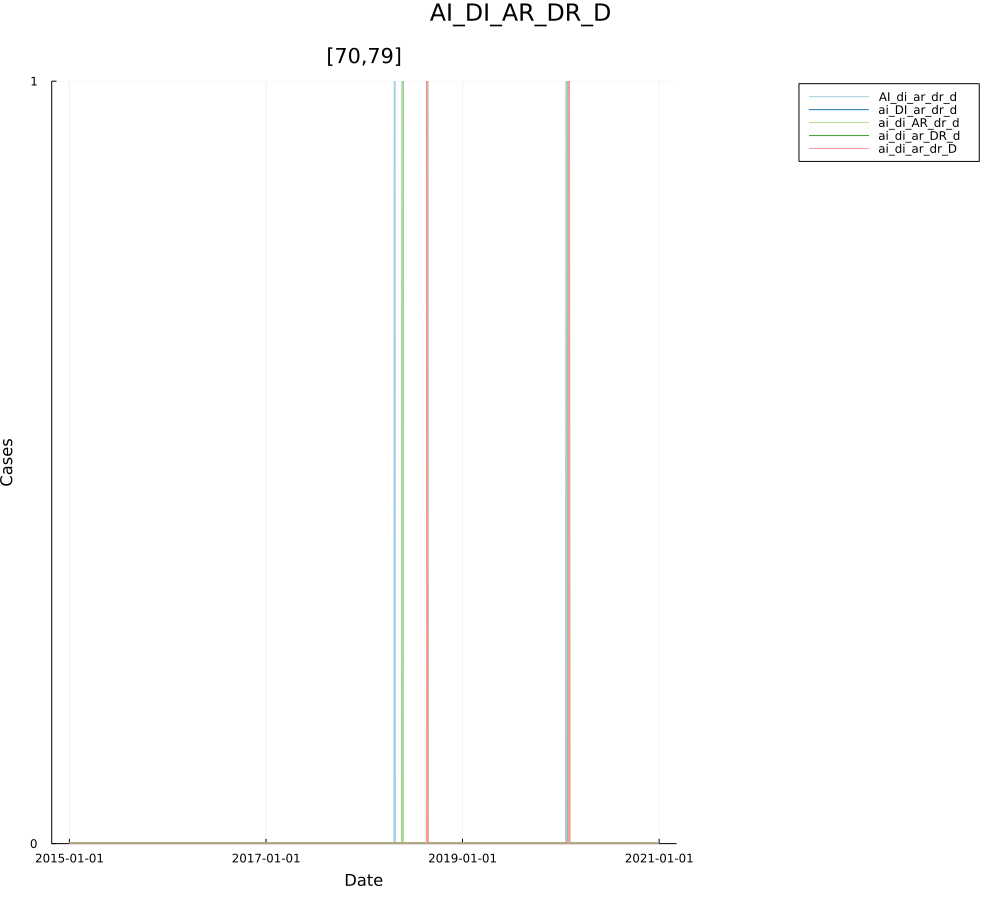 AI_DI_AR_DR_D
[70,79]
1
AI_di_ar_dr_d
ai_DI_ar_dr_d
ai_di_AR_dr_d
ai_di_ar_DR_d
ai_di_ar_dr_D
Cases
0
2015-01-01 2017-01-01 2019-01-01 2021-01-01
Date